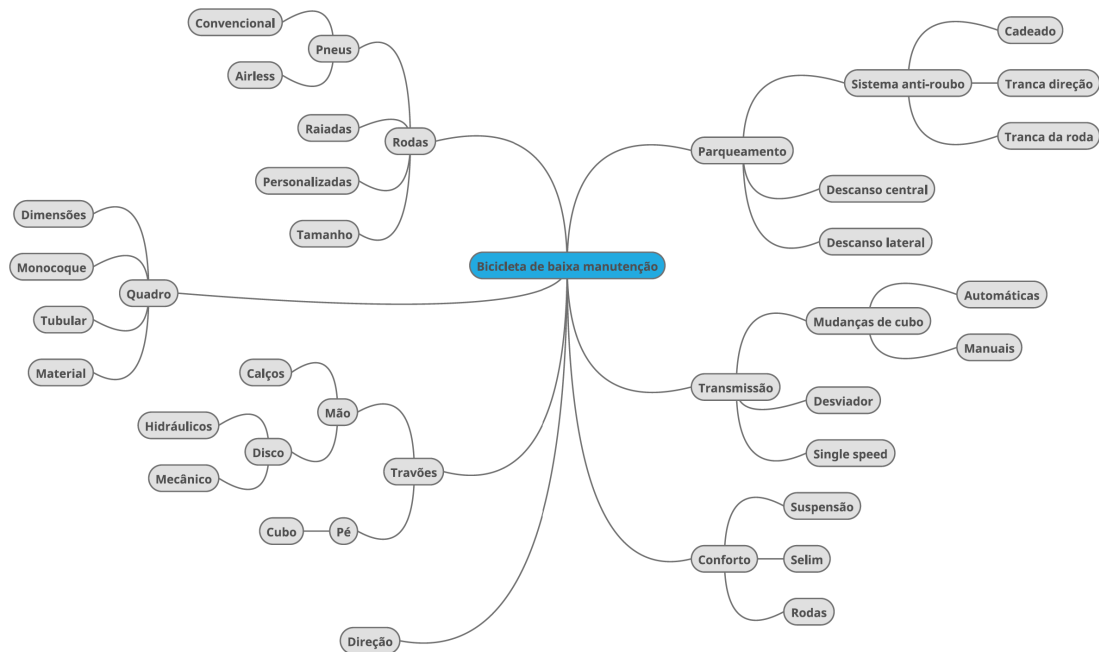 Convencional
Pneus
Airless
Raiadas
Rodas
Personalizadas
Tamanho
Dimensões
Monocoque
Quadro
Tubular
Material
Calços
Mão
Hidráulicos
Disco
Mecânico
Travões
Cubo
Pé
Direção
Bicicleta de baixa manutenção
Cadeado
Sistema anti-roubo
Tranca direção
Tranca da roda
Parqueamento
Descanso central
Descanso lateral
Automáticas
Mudanças de cubo
Manuais
Transmissão
Desviador
Single speed
Suspensão
Conforto
Selim
Rodas